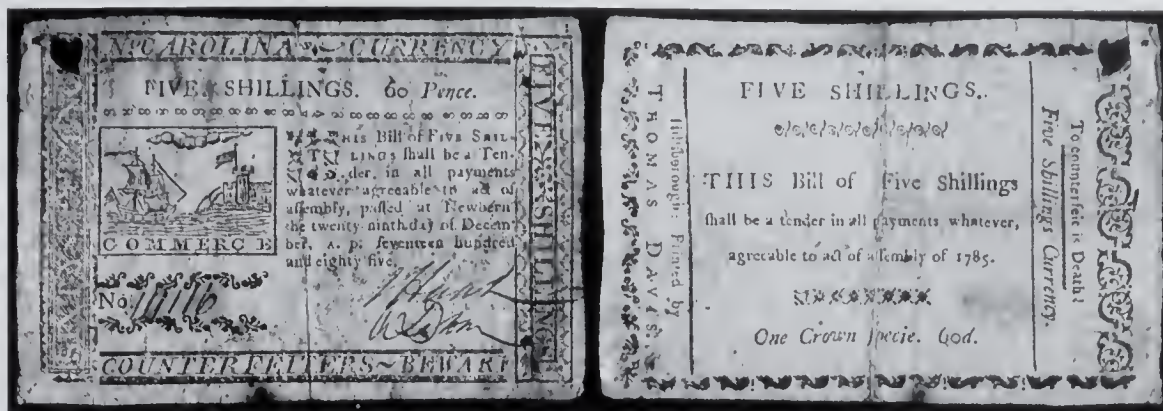 No CAROLINA CURRENCY
FIVE SHILLINGS. 60 Pence.
THIS Bill of FIVE SHIL-
LINGS ſhall be a Ten-
der, in all payments
whatever agreeable to act of
aſſembly, paſſed at Newbern
the twenty ninth day of Decem-
ber, A. D. ſeventeen hundred
and eighty five.
COMMERCE
No.
COUNTERFEITERS BEWARE
FIVE SHILLINGS
THOMAS DAVIS.
Hillſborough: Printed by
FIVE SHILLINGS.
THIS Bill of Five Shillings
ſhall be a tender in all payments whatever,
agreeable to act of aſſembly of 1785.
One Crown ſpecie. 60d.
Five Shillings Currency.
To counterfeit is Death!